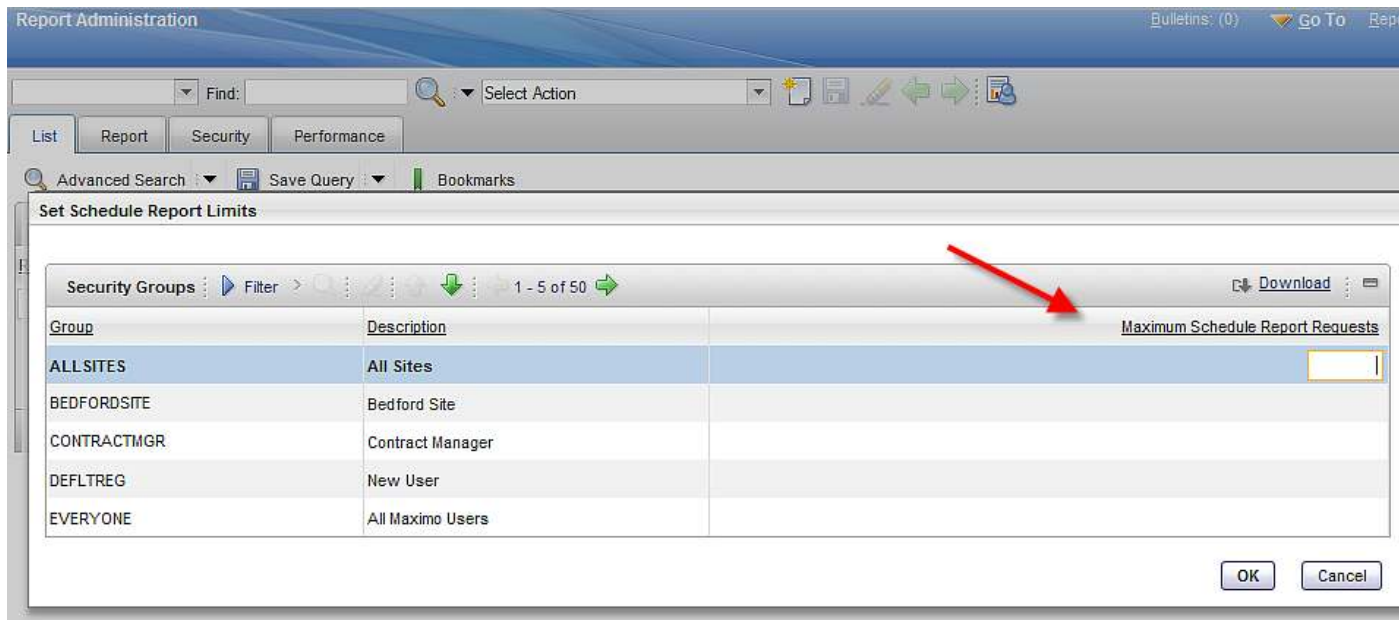 Report Administration Bulletins: (0) Go To Rep
Find: Select Action
List Report Security Performance
Advanced Search Save Query Bookmarks
Set Schedule Report Limits
Security Groups Filter > 1 - 5 of 50 Download
Group Description Maximum Schedule Report Requests
ALLSITES All Sites
BEDFORDSITE Bedford Site
CONTRACTMGR Contract Manager
DEFLTREG New User
EVERYONE All Maximo Users
OK Cancel